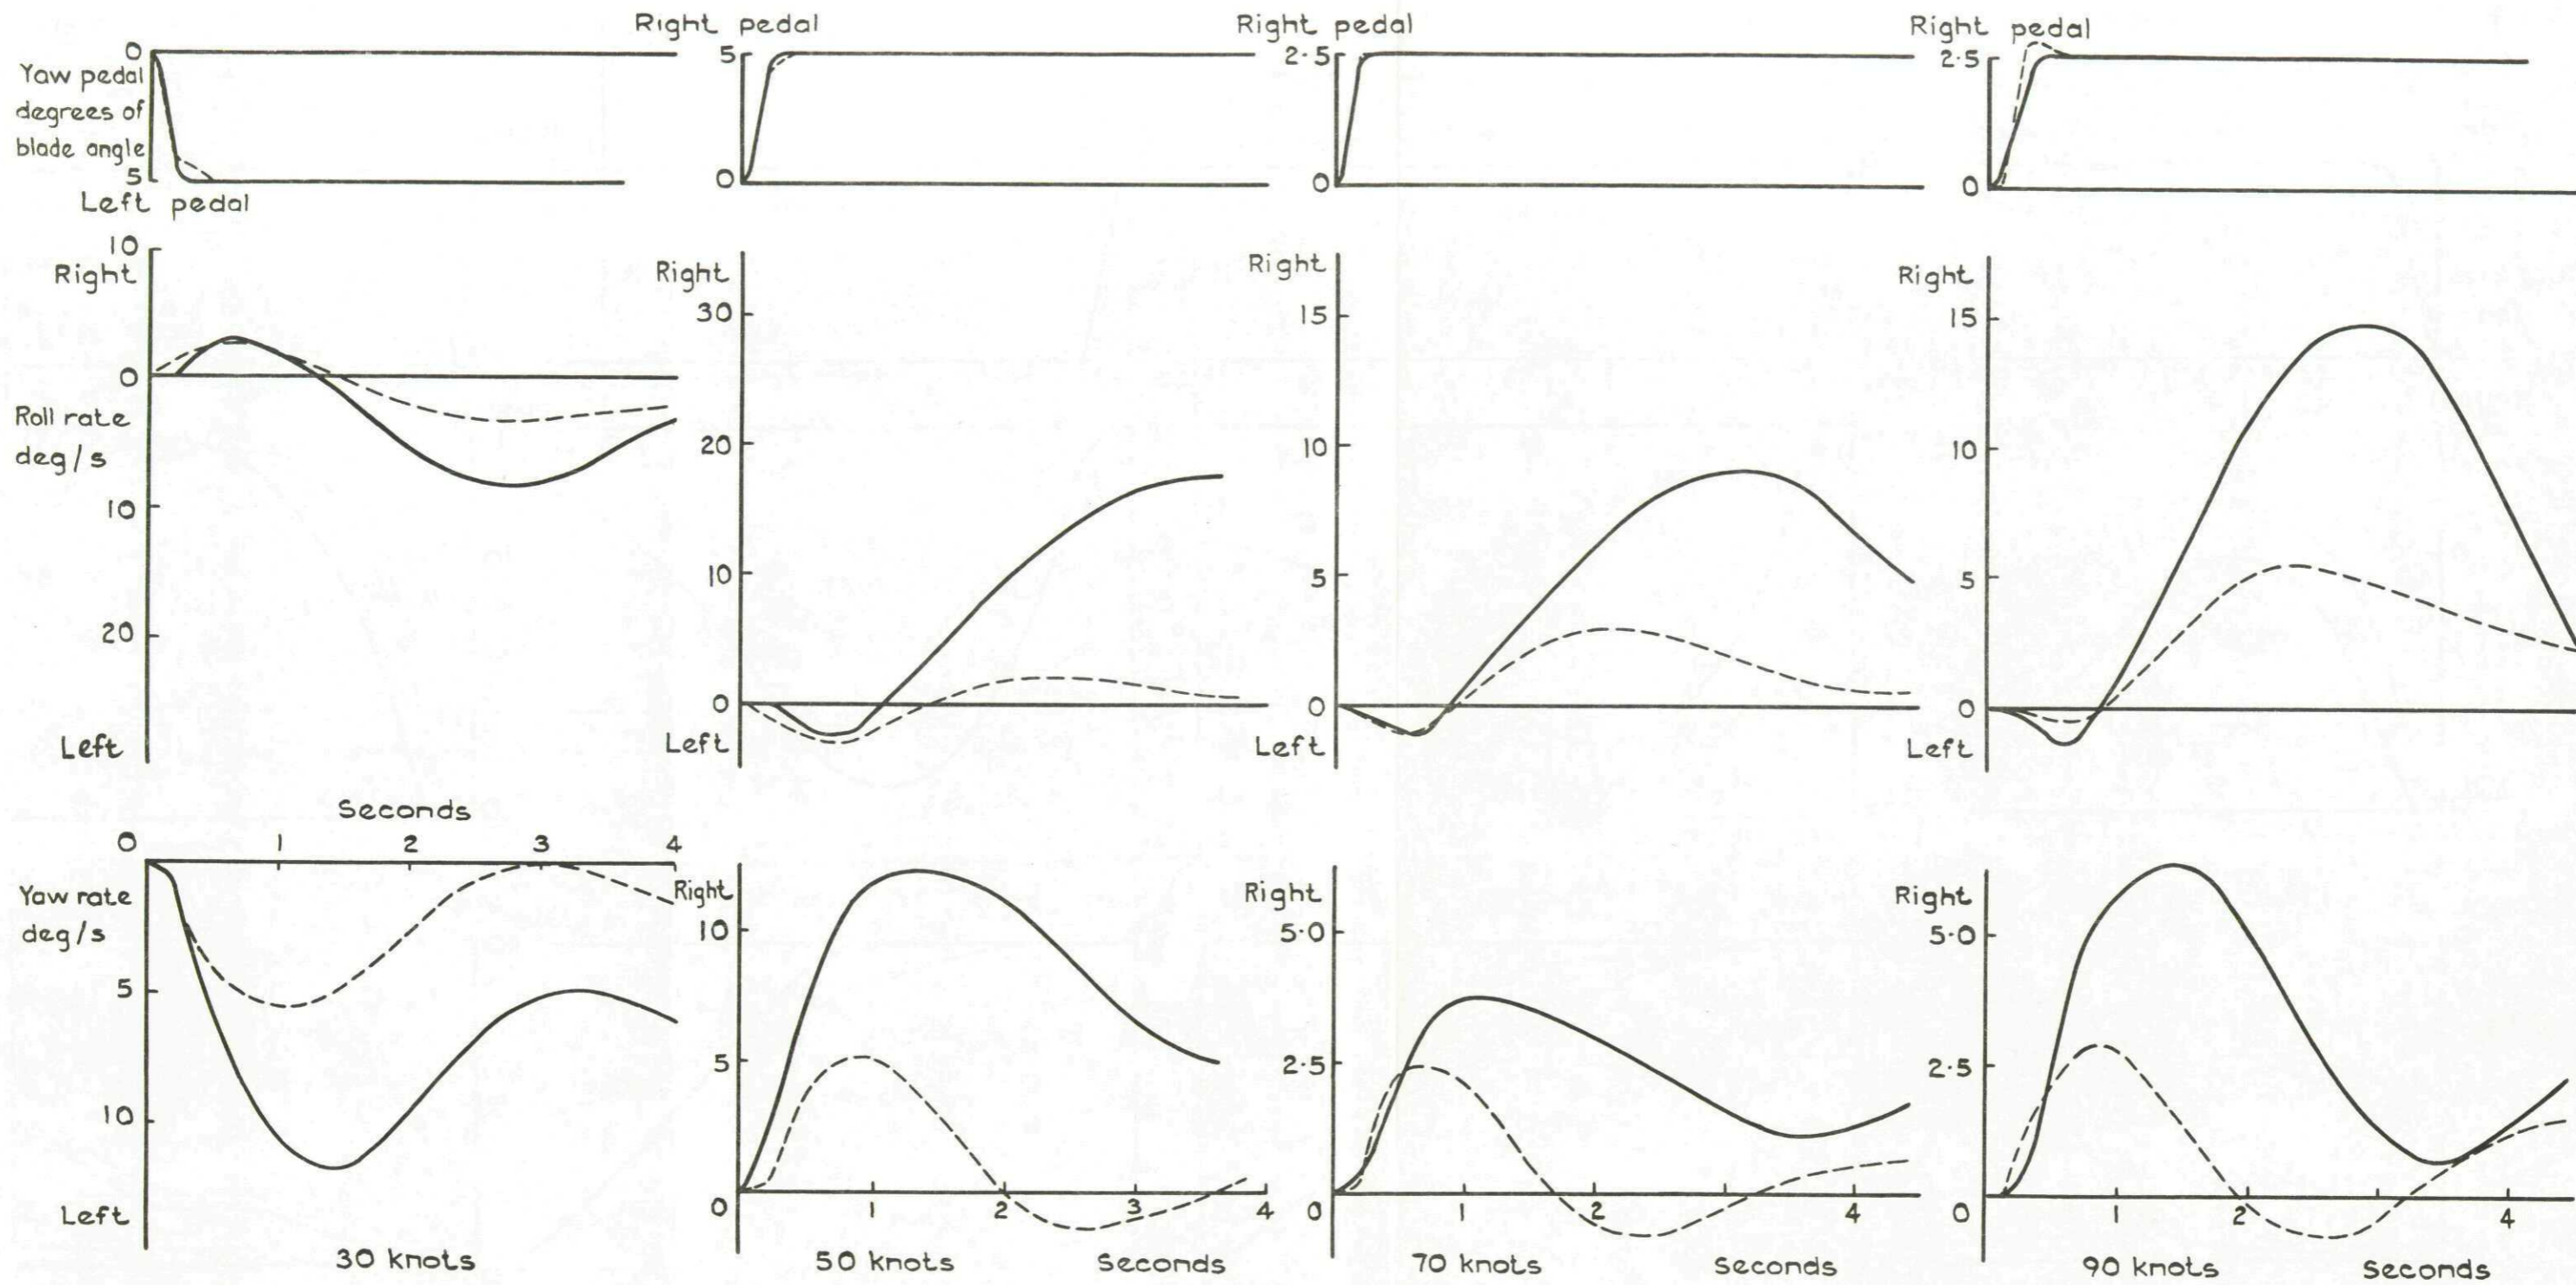 Right pedal
Right pedal
Right pedal
0
Yaw pedal
degrees of
blade angle
5
Left pedal
5
0
2·5
0
2·5
0
10
Right
0
Roll rate
deg/s
10
20
Left
Right
30
20
10
0
Left
Right
15
10
5
0
Left
Right
15
10
5
0
Left
Seconds
0 1 2 3 4
Yaw rate
deg/s
5
10
Left
30 knots
Right
10
5
0 1 2 3 4
50 knots Seconds
Right
5·0
2·5
0 1 2 4
70 knots Seconds
Right
5·0
2·5
0 1 2 4
90 knots Seconds